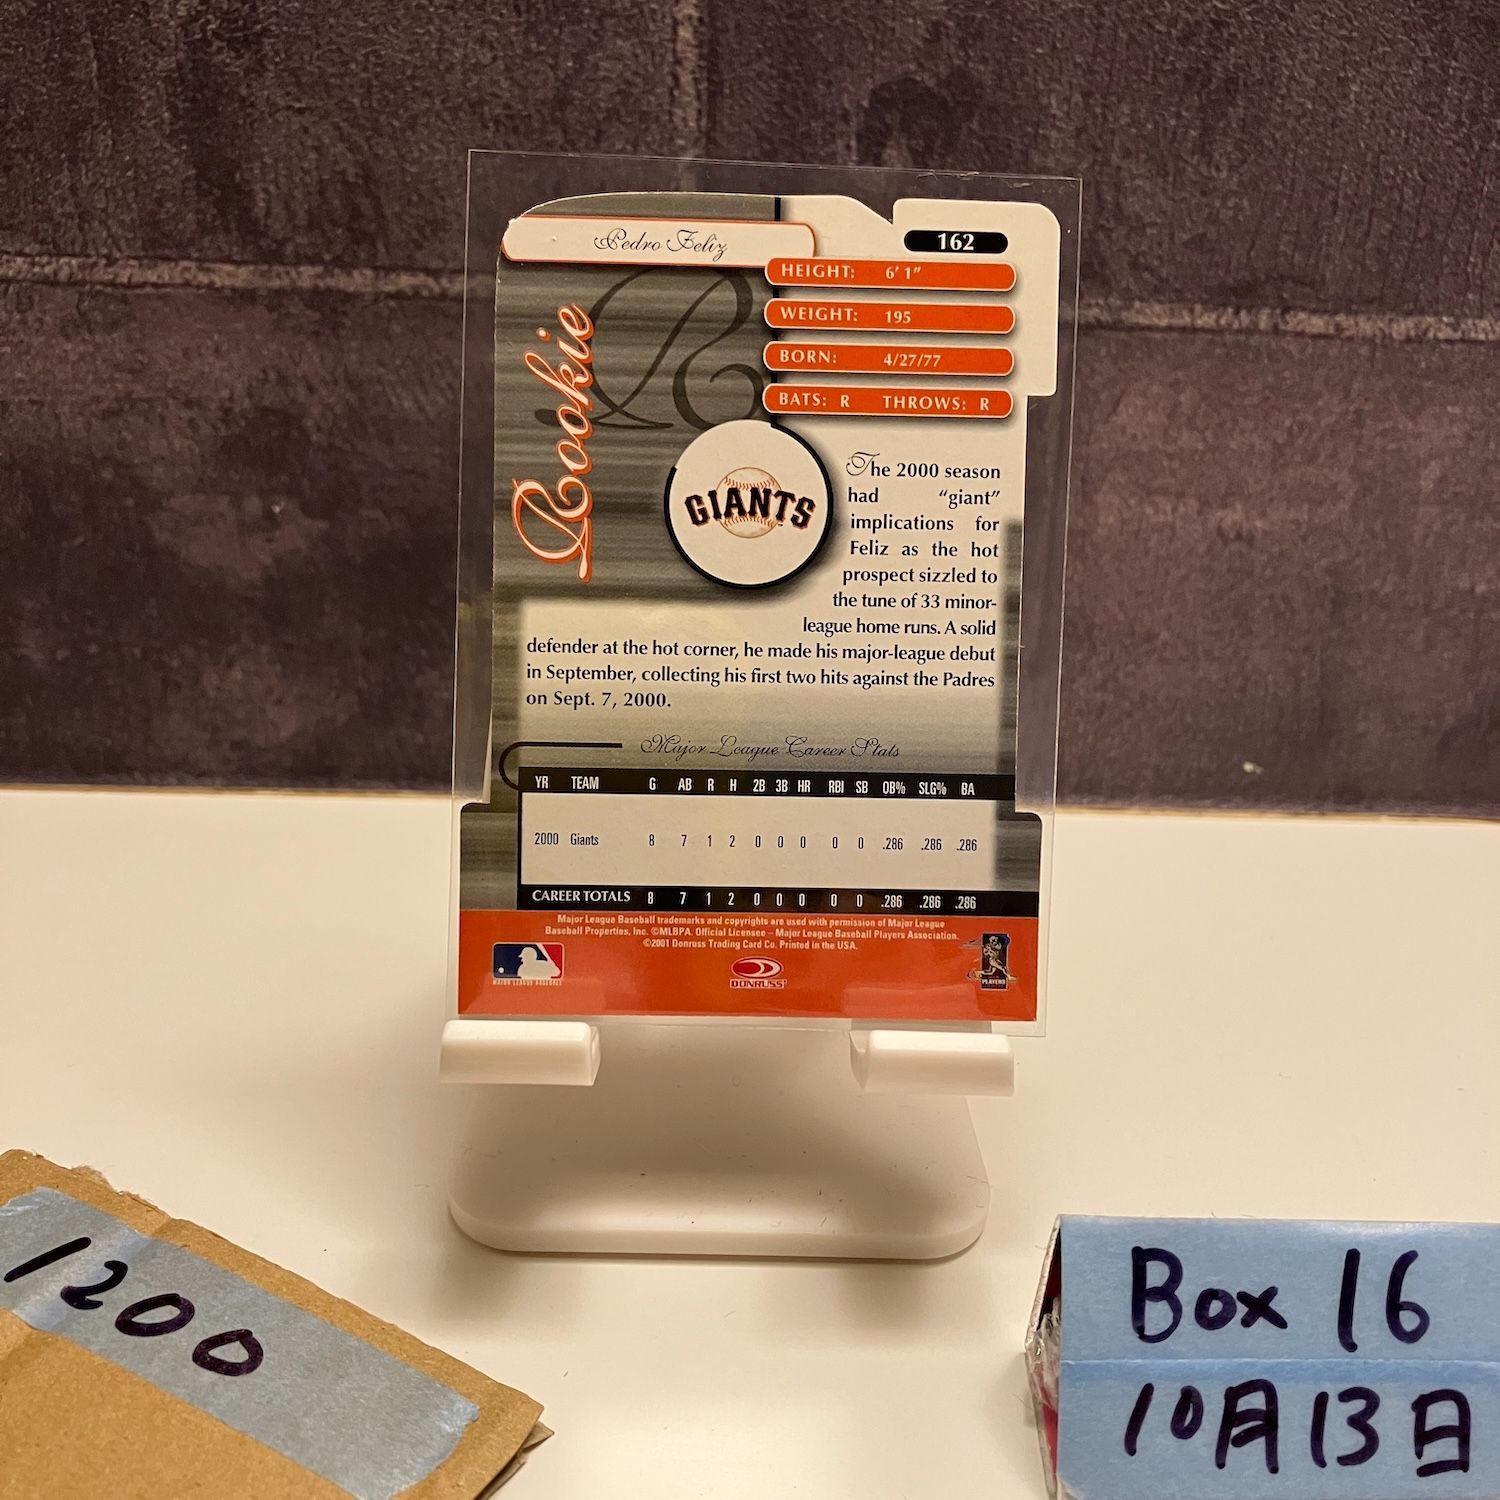 Pedro Feliz
162
HEIGHT: 6' 1"
WEIGHT: 195
BORN: 4/27/77
BATS: R THROWS: R
Rookie
R
GIANTS
The 2000 season
had "giant"
implications for
Feliz as the hot
prospect sizzled to
the tune of 33 minor-
league home runs. A solid
defender at the hot corner, he made his major-league debut
in September, collecting his first two hits against the Padres
on Sept. 7, 2000.
Major League Career Stats
YR TEAM G AB R H 2B 3B HR RBI SB OB% SLG% BA
2000 Giants 8 7 1 2 0 0 0 0 0 .286 .286 .286
CAREER TOTALS 8 7 1 2 0 0 0 0 0 .286 .286 .286
Major League Baseball trademarks and copyrights are used with permission of Major League
Baseball Properties, Inc. ©MLBPA. Official Licensee – Major League Baseball Players Association.
©2001 Donruss Trading Card Co. Printed in the USA.
MAJOR LEAGUE BASEBALL
DONRUSS
PLAYERS
1200
Box 16
10月13日